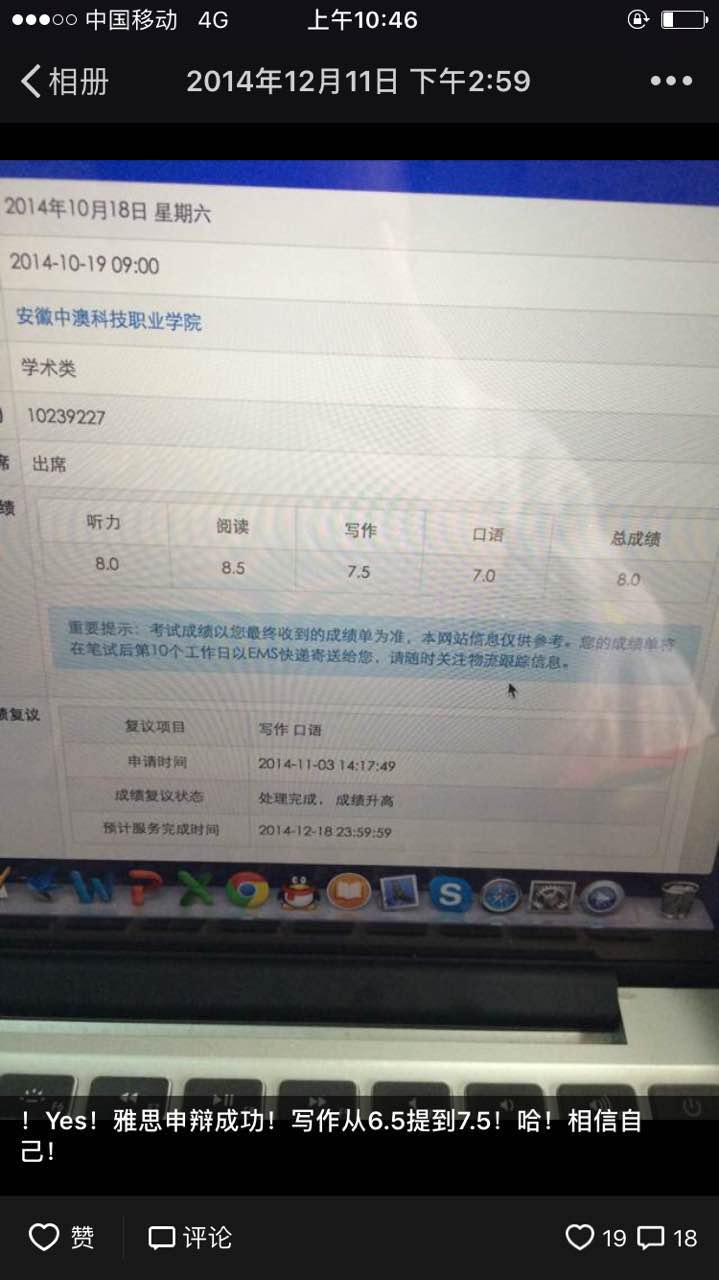 中国移动 4G 上午10:46
相册 2014年12月11日 下午2:59
2014年10月18日 星期六
2014-10-19 09:00
安徽中澳科技职业学院
学术类
10239227
席 出席
绩 听力 阅读 写作 口语 总成绩
8.0 8.5 7.5 7.0 8.0
重要提示：考试成绩以您最终收到的成绩单为准，本网站信息仅供参考。您的成绩单将
在笔试后第10个工作日以EMS快递寄送给您，请随时关注物流跟踪信息。
绩复议 复议项目 写作 口语
申请时间 2014-11-03 14:17:49
成绩复议状态 处理完成，成绩升高
预计服务完成时间 2014-12-18 23:59:59
W P X S
！Yes！雅思申辩成功！写作从6.5提到7.5！哈！相信自
己！
赞 评论 19 18